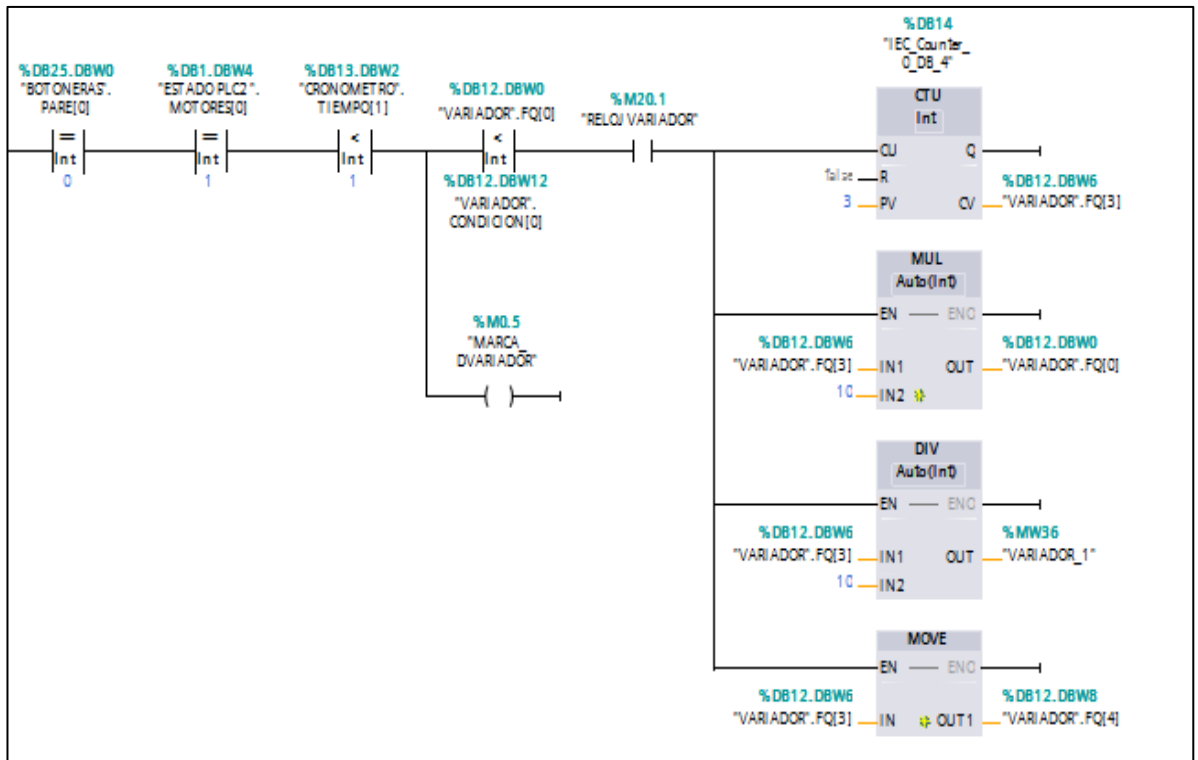 %DB14
"IEC_Counter_
0_DB_4"
CTU
Int
CU
Q
false
R
3
PV
CV
%DB12.DBW6
"VARIADOR".FQ[3]
%DB25.DBW0
"BOTONERAS".
PARE[0]
==
Int
0
%DB1.DBW4
"ESTADO PLC2".
MOTORES[0]
==
Int
1
%DB13.DBW2
"CRONOMETRO".
TIEMPO[1]
<
Int
1
%DB12.DBW0
"VARIADOR".FQ[0]
<
Int
%DB12.DBW12
"VARIADOR".
CONDICION[0]
%M20.1
"RELOJ VARIADOR"
%M0.5
"MARCA_
DVARIADOR"
MUL
Auto (Int)
EN
ENO
%DB12.DBW6
"VARIADOR".FQ[3]
IN1
OUT
%DB12.DBW0
"VARIADOR".FQ[0]
10
IN2
DIV
Auto (Int)
EN
ENO
%DB12.DBW6
"VARIADOR".FQ[3]
IN1
OUT
%MW36
"VARIADOR_1"
10
IN2
MOVE
EN
ENO
%DB12.DBW6
"VARIADOR".FQ[3]
IN
OUT1
%DB12.DBW8
"VARIADOR".FQ[4]